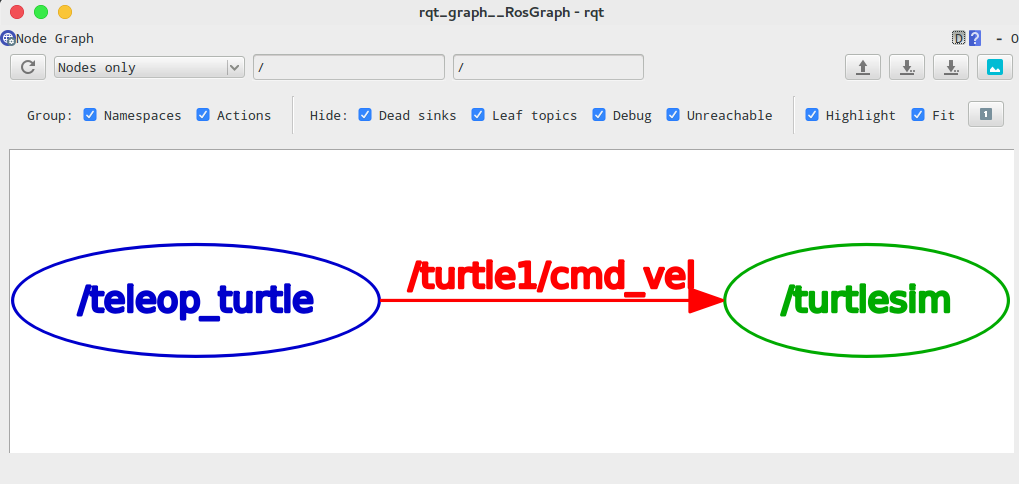 rqt_graph__RosGraph - rqt
Node Graph D ? - O
Nodes only / /
Group: Namespaces Actions Hide: Dead sinks Leaf topics Debug Unreachable Highlight Fit 1
/teleop_turtle /turtle1/cmd_vel /turtlesim